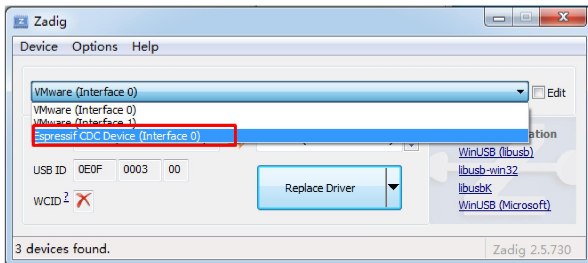 Zadig
Device Options Help
VMware (Interface 0) Edit
VMware (Interface 0)
VMware (Interface 1)
Espressif CDC Device (Interface 0)
WinUSB (libusb)
USB ID 0E0F 0003 00 libusb-win32
Replace Driver libusbK
WCID ? WinUSB (Microsoft)
3 devices found. Zadig 2.5.730